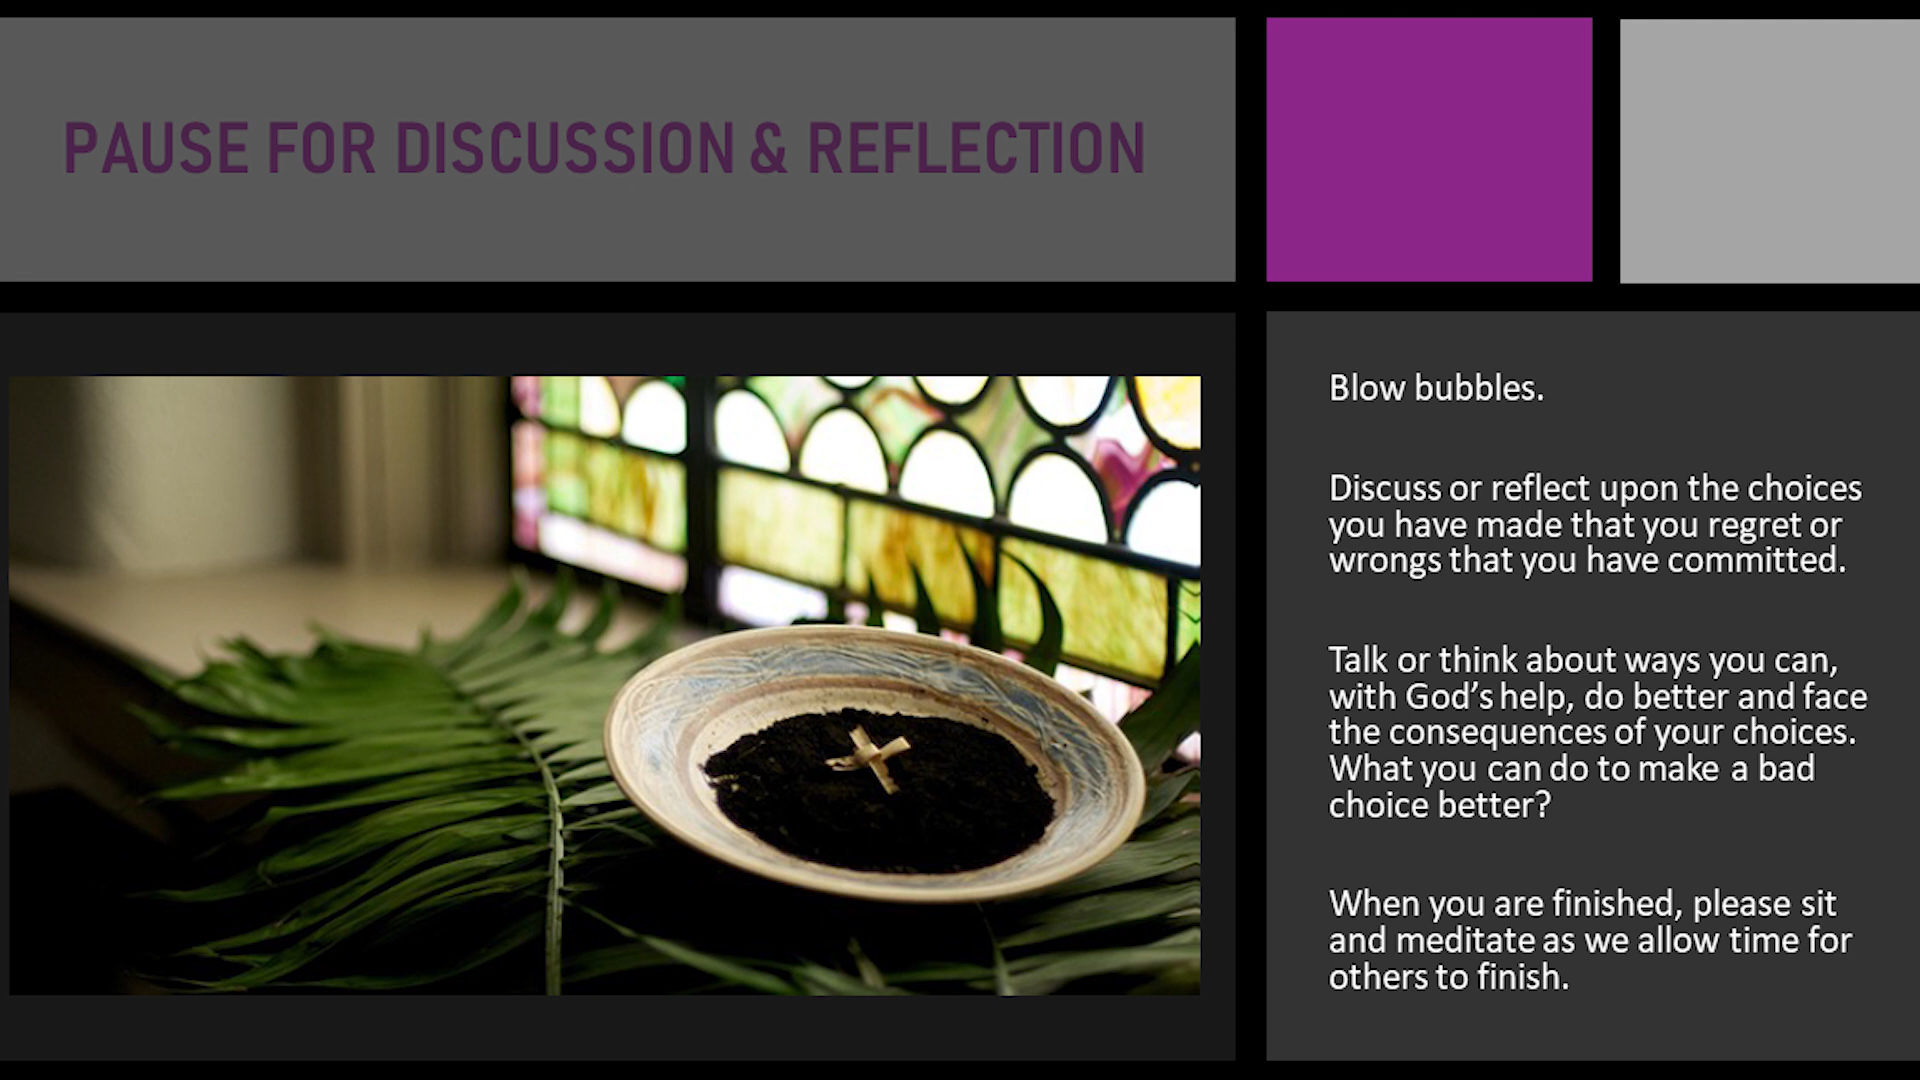 PAUSE FOR DISCUSSION & REFLECTION
Blow bubbles.
Discuss or reflect upon the choices
you have made that you regret or
wrongs that you have committed.
Talk or think about ways you can,
with God’s help, do better and face
the consequences of your choices.
What you can do to make a bad
choice better?
When you are finished, please sit
and meditate as we allow time for
others to finish.